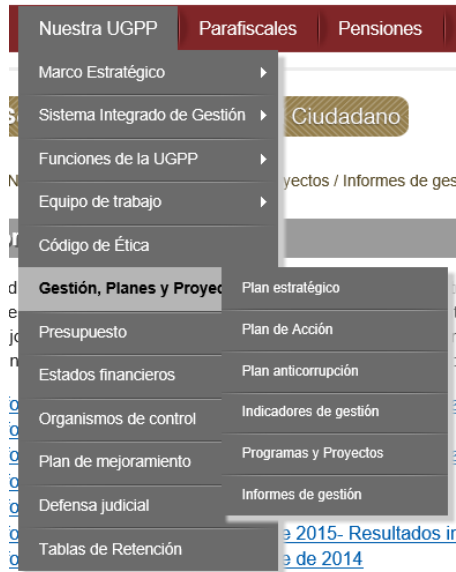 Nuestra UGPP Parafiscales Pensiones
Marco Estratégico
Sistema Integrado de Gestión Ciudadano
Funciones de la UGPP yectos / Informes de ges
Equipo de trabajo
Código de Ética
Gestión, Planes y Proyec Plan estratégico
Presupuesto Plan de Acción
Estados financieros Plan anticorrupción
Organismos de control Indicadores de gestión
Plan de mejoramiento Programas y Proyectos
Defensa judicial Informes de gestión
e 2015- Resultados in
Tablas de Retención e de 2014